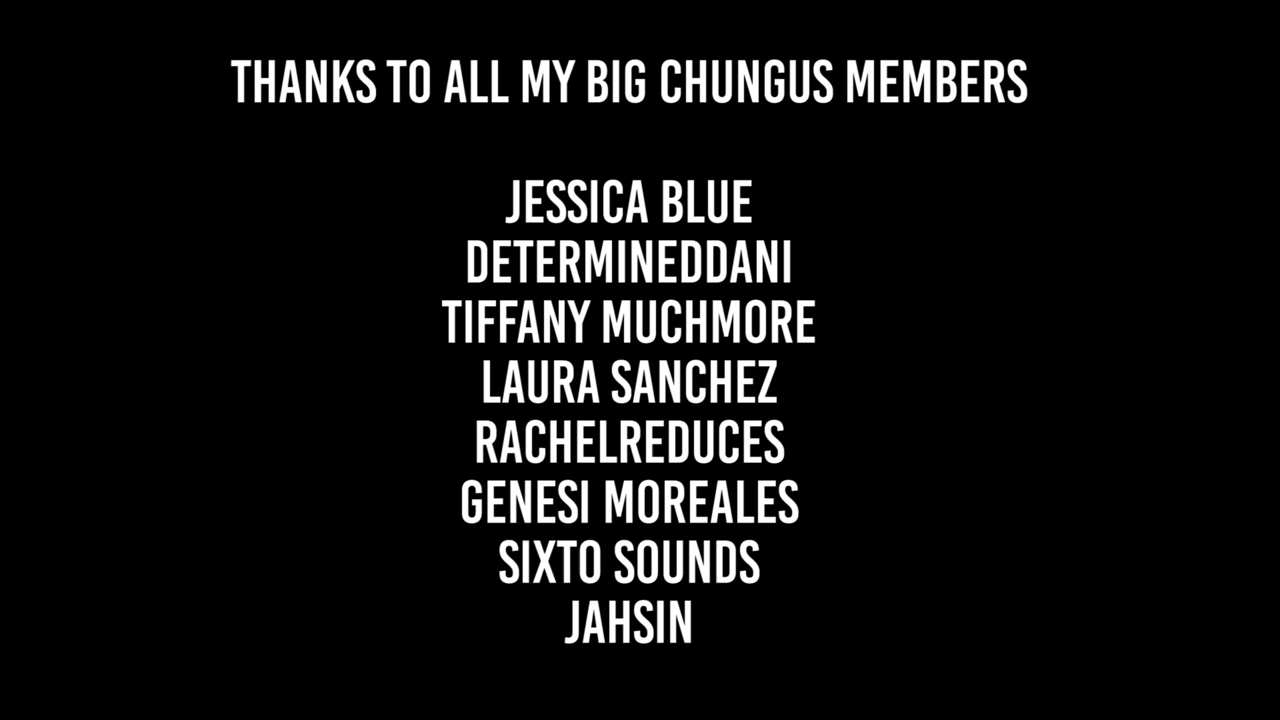 THANKS TO ALL MY BIG CHUNGUS MEMBERS
JESSICA BLUE
DETERMINEDDANI
TIFFANY MUCHMORE
LAURA SANCHEZ
RACHELREDUCES
GENESI MOREALES
SIXTO SOUNDS
JAHSIN